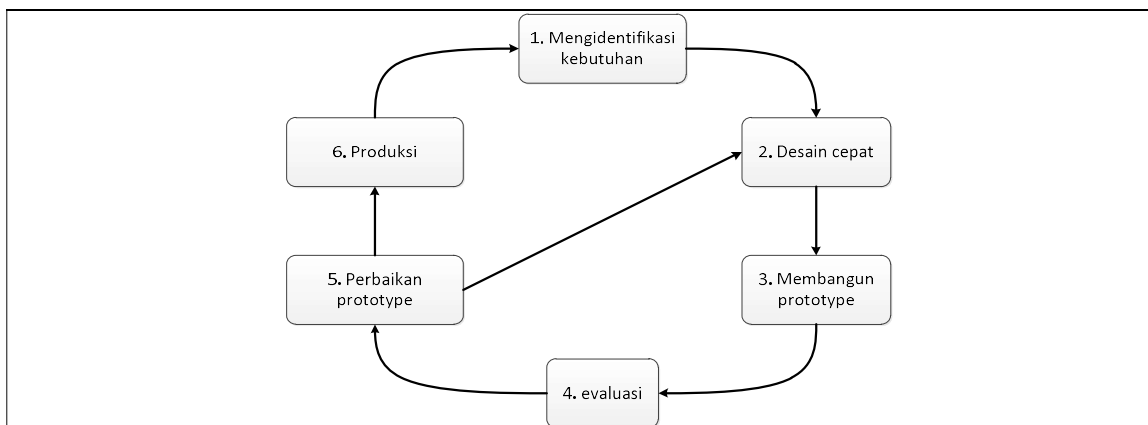 1. Mengidentifikasi
kebutuhan
2. Desain cepat
3. Membangun
prototype
4. evaluasi
5. Perbaikan
prototype
6. Produksi